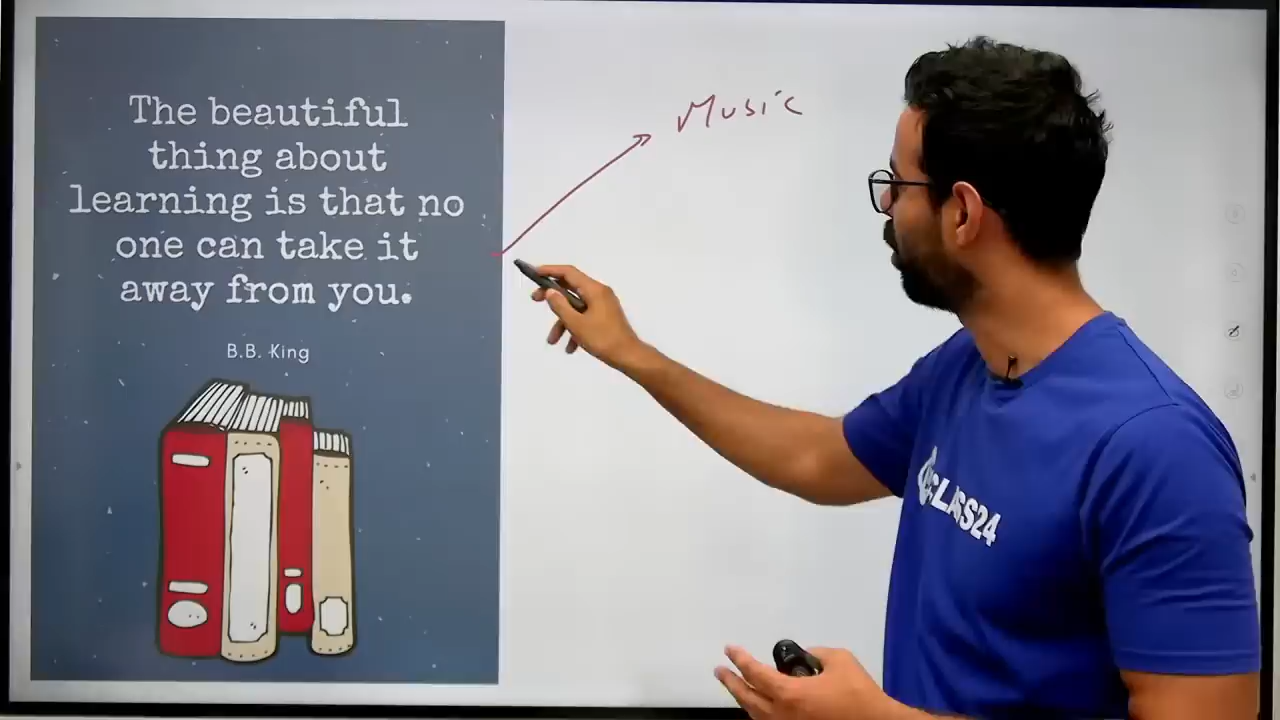 The beautiful
thing about
learning is that no
one can take it
away from you.
B.B. King
Music
CLASS24